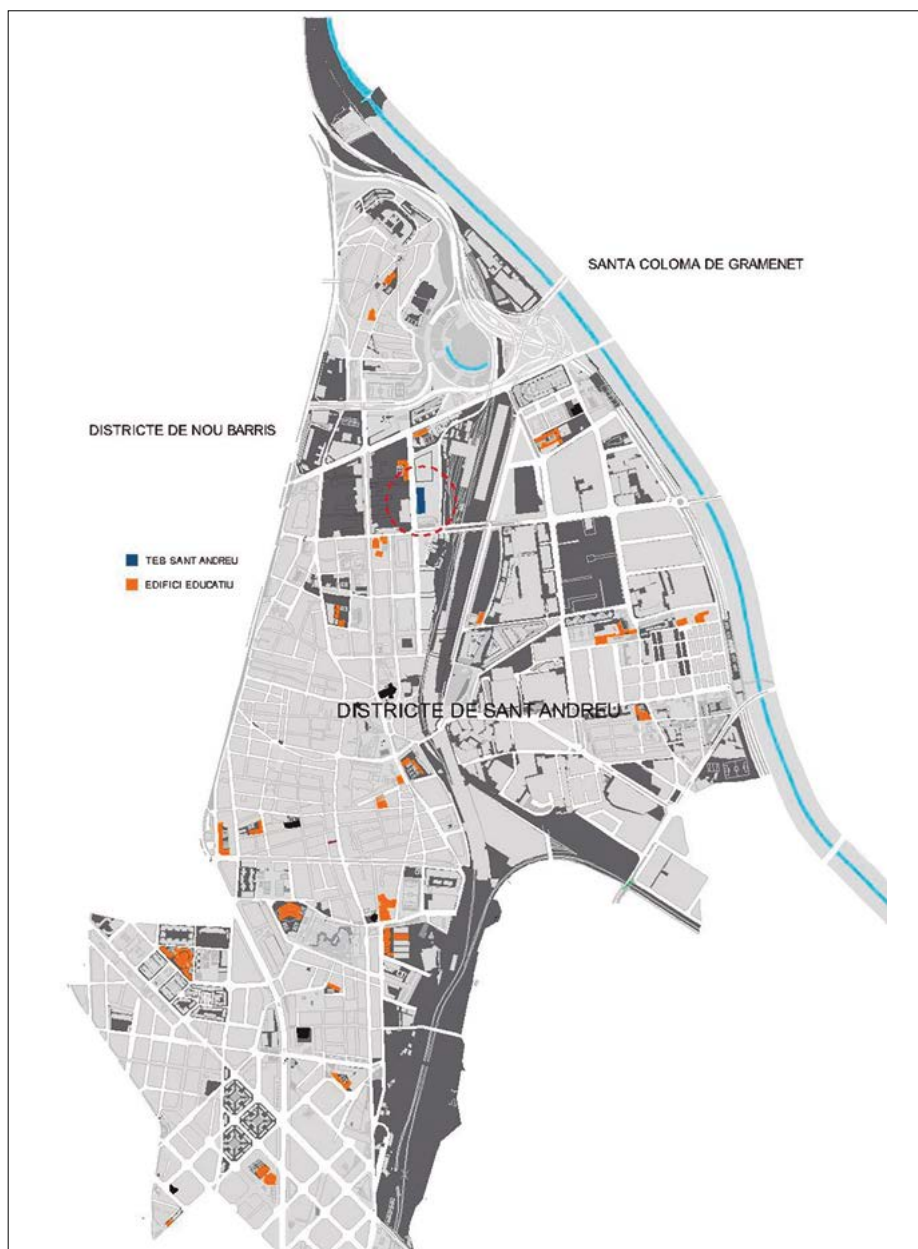 SANTA COLOMA DE GRAMENET
DISTRICTE DE NOU BARRIS
TEB SANT ANDREU
EDIFICI EDUCATIU
DISTRICTE DE SANT ANDREU